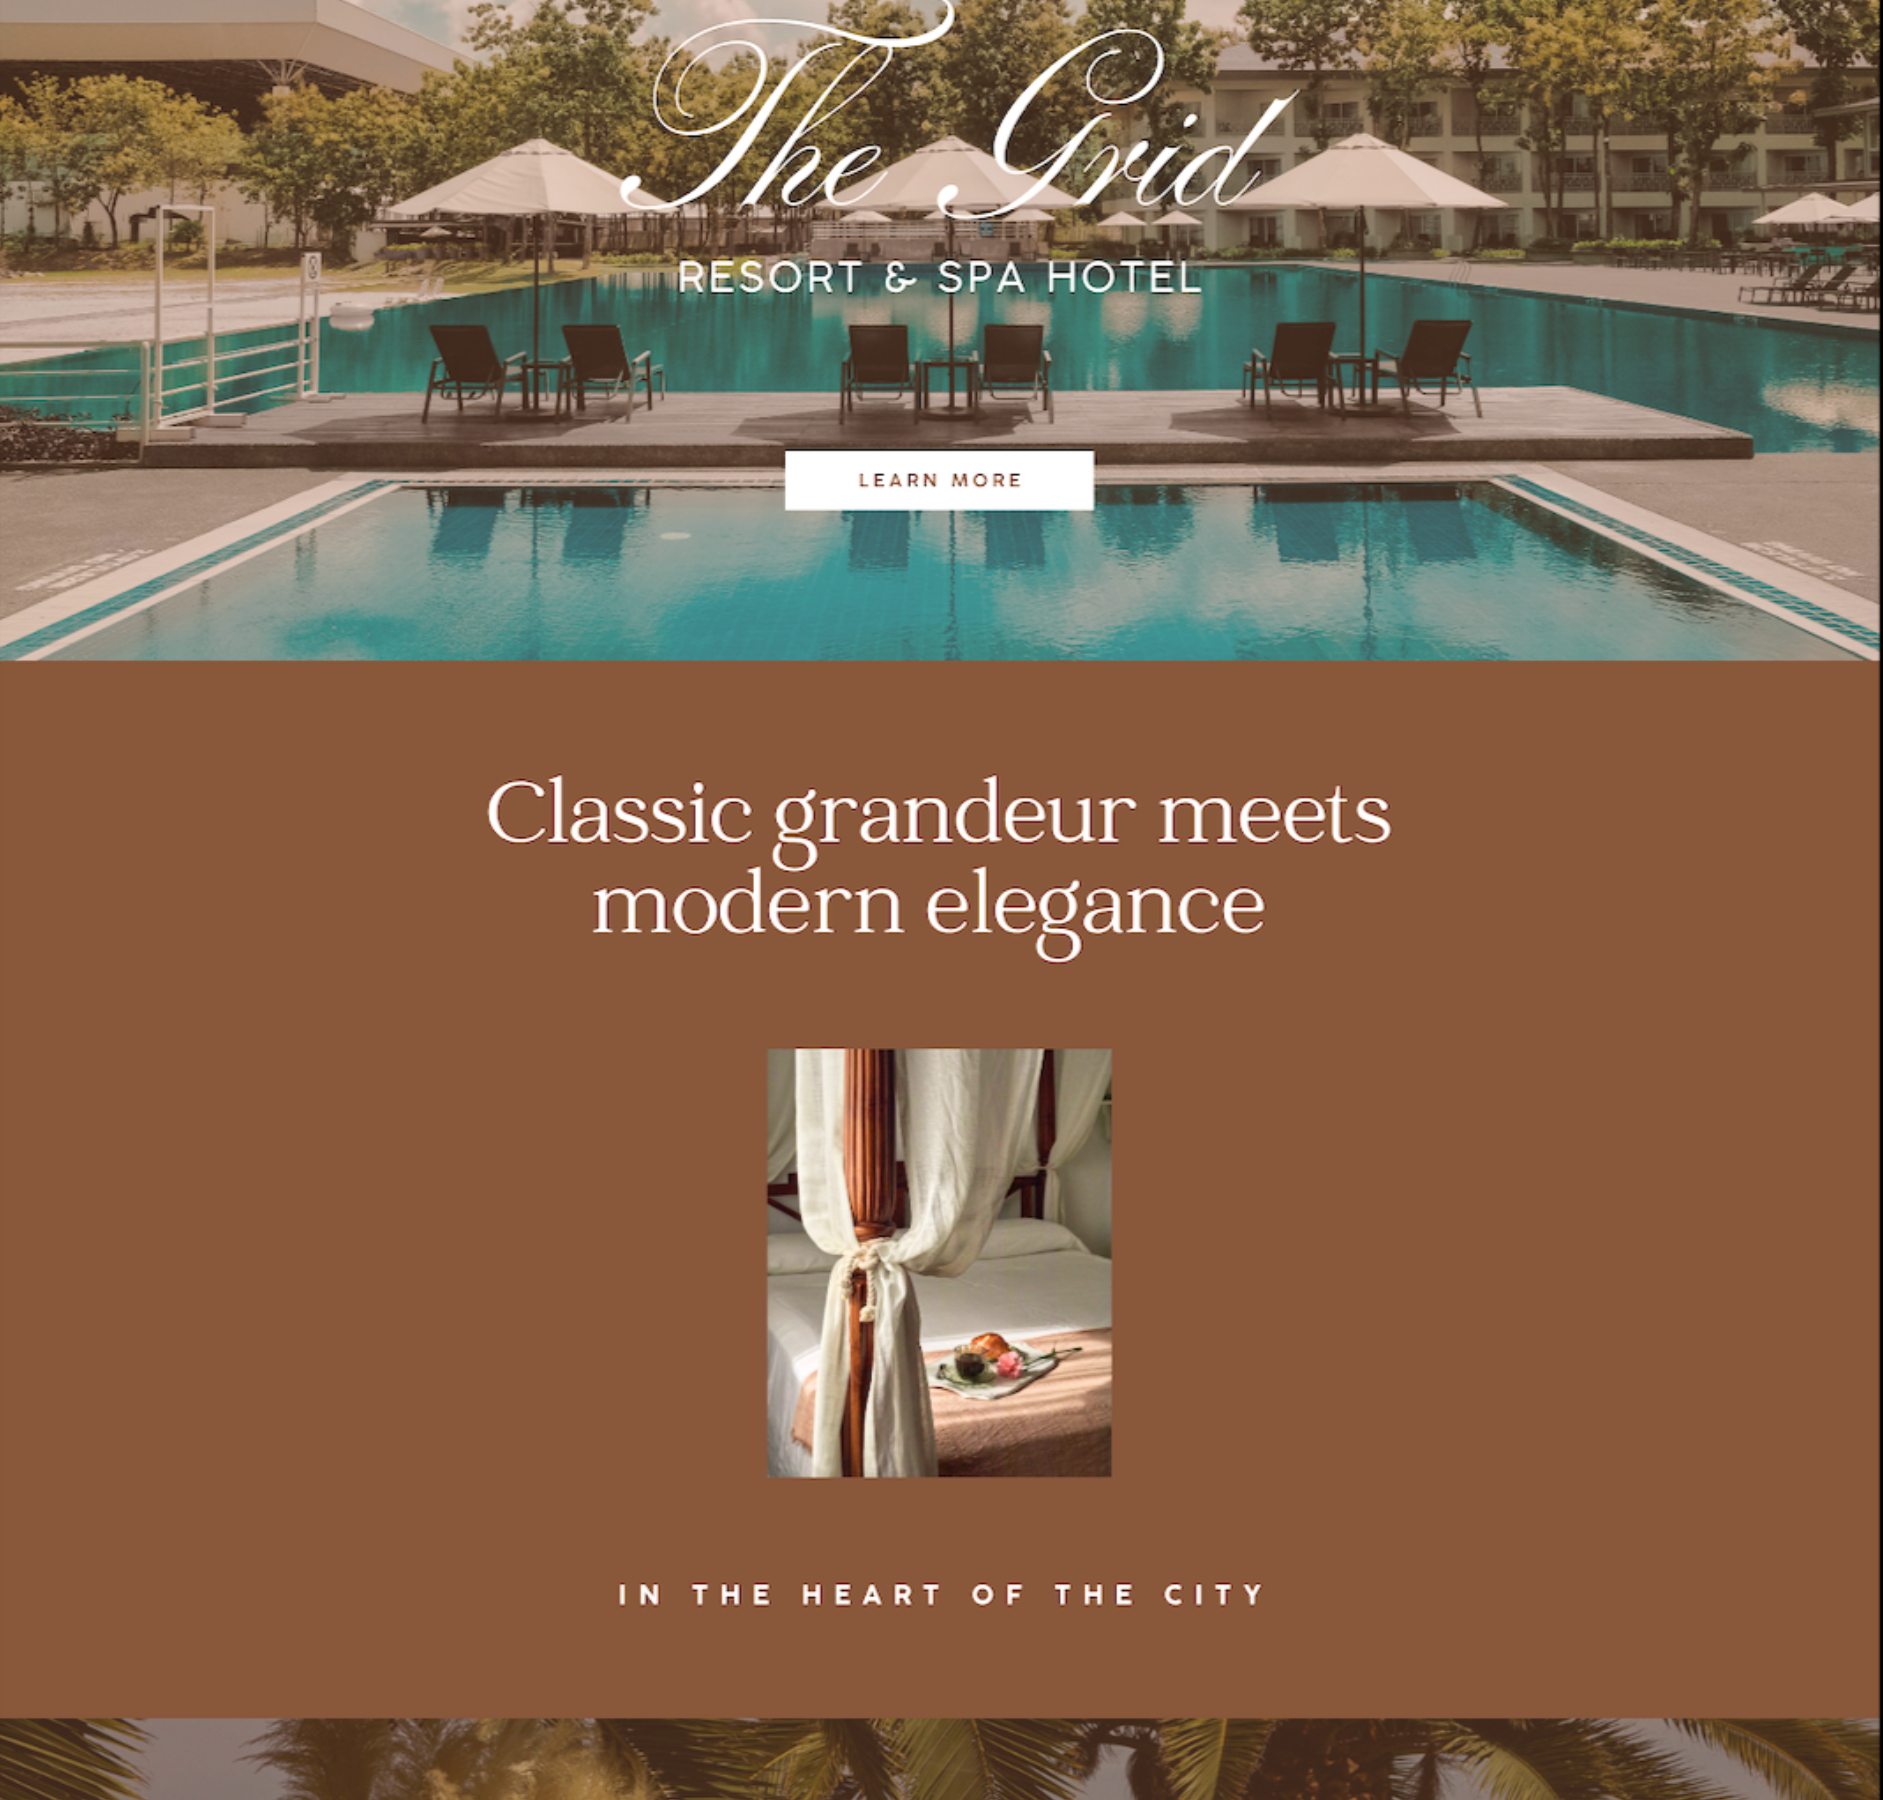 The Grid
RESORT & SPA HOTEL
LEARN MORE
Classic grandeur meets
modern elegance
IN THE HEART OF THE CITY